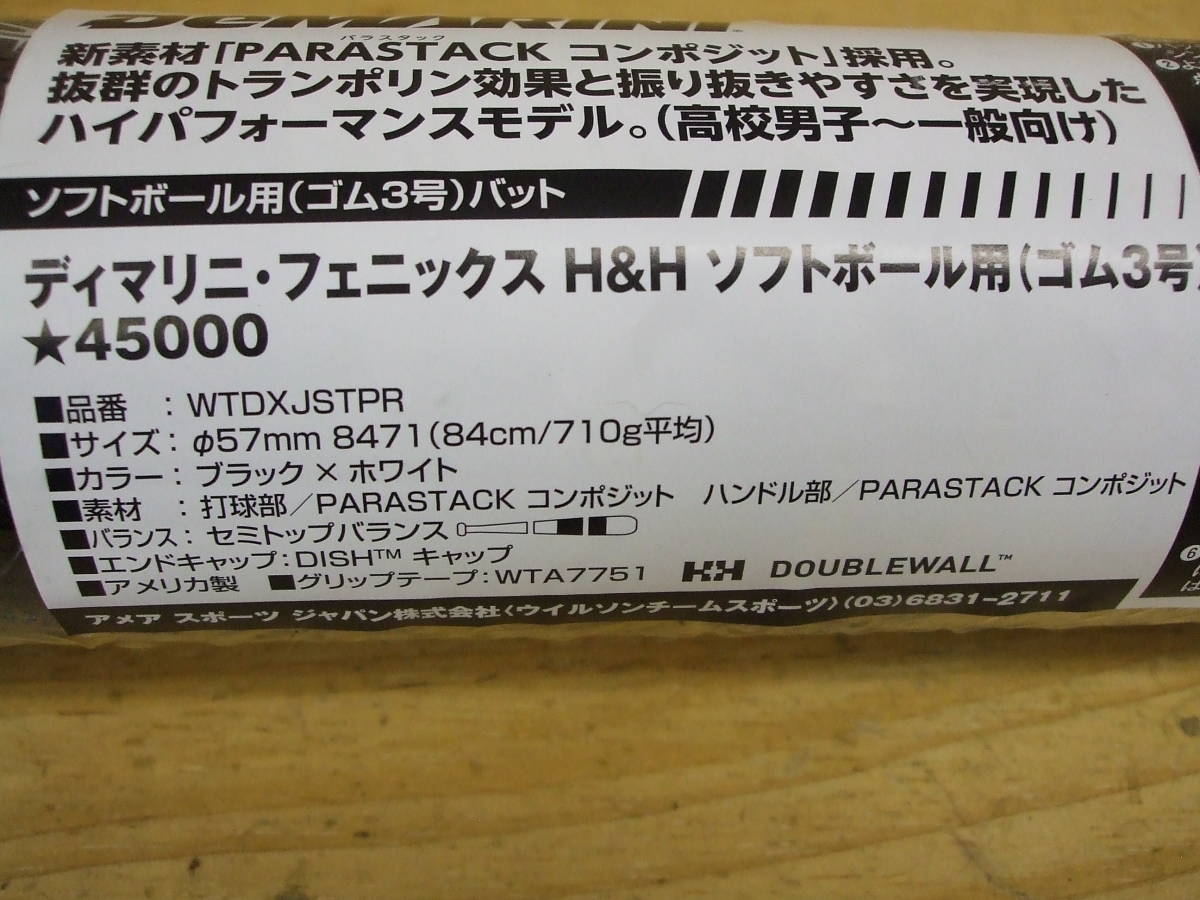 DEMARINI
パラスタック
新素材「PARASTACK コンポジット」採用。
抜群のトランポリン効果と振り抜きやすさを実現した
ハイパフォーマンスモデル。(高校男子〜一般向け)
ソフトボール用(ゴム3号)バット
ディマリニ・フェニックス H&H ソフトボール用(ゴム3号)
★45000
■品番 : WTDXJSTPR
■サイズ: φ57mm 8471(84cm/710g平均)
■カラー: ブラック×ホワイト
■素材 : 打球部/PARASTACK コンポジット ハンドル部/PARASTACK コンポジット
■バランス: セミトップバランス
■エンドキャップ:DISH™ キャップ
■アメリカ製 ■グリップテープ:WTA7751 H&H DOUBLEWALL™
アメア スポーツ ジャパン株式会社〈ウイルソンチームスポーツ〉(03)6831-2711